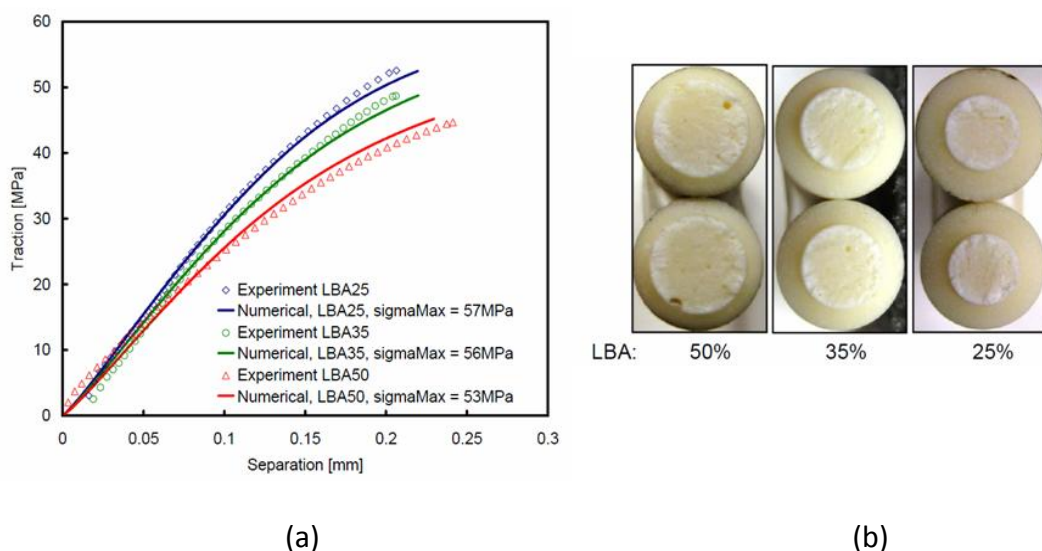 60
50
40
30
20
10
0
Traction [MPa]
Experiment LBA25
Numerical, LBA25, sigmaMax = 57MPa
Experiment LBA35
Numerical, LBA35, sigmaMax = 56MPa
Experiment LBA50
Numerical, LBA50, sigmaMax = 53MPa
0 0.05 0.1 0.15 0.2 0.25 0.3
Separation [mm]
LBA: 50% 35% 25%
(a) (b)